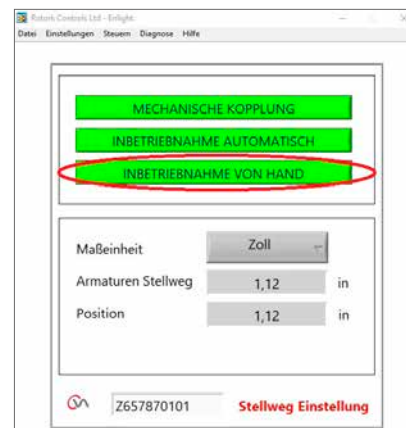 Rotork Controls Ltd - Enlight
Datei Einstellungen Steuern Diagnose Hilfe
MECHANISCHE KOPPLUNG
INBETRIEBNAHME AUTOMATISCH
INBETRIEBNAHME VON HAND
Maßeinheit Zoll
Armaturen Stellweg 1,12 in
Position 1,12 in
Z657870101 Stellweg Einstellung